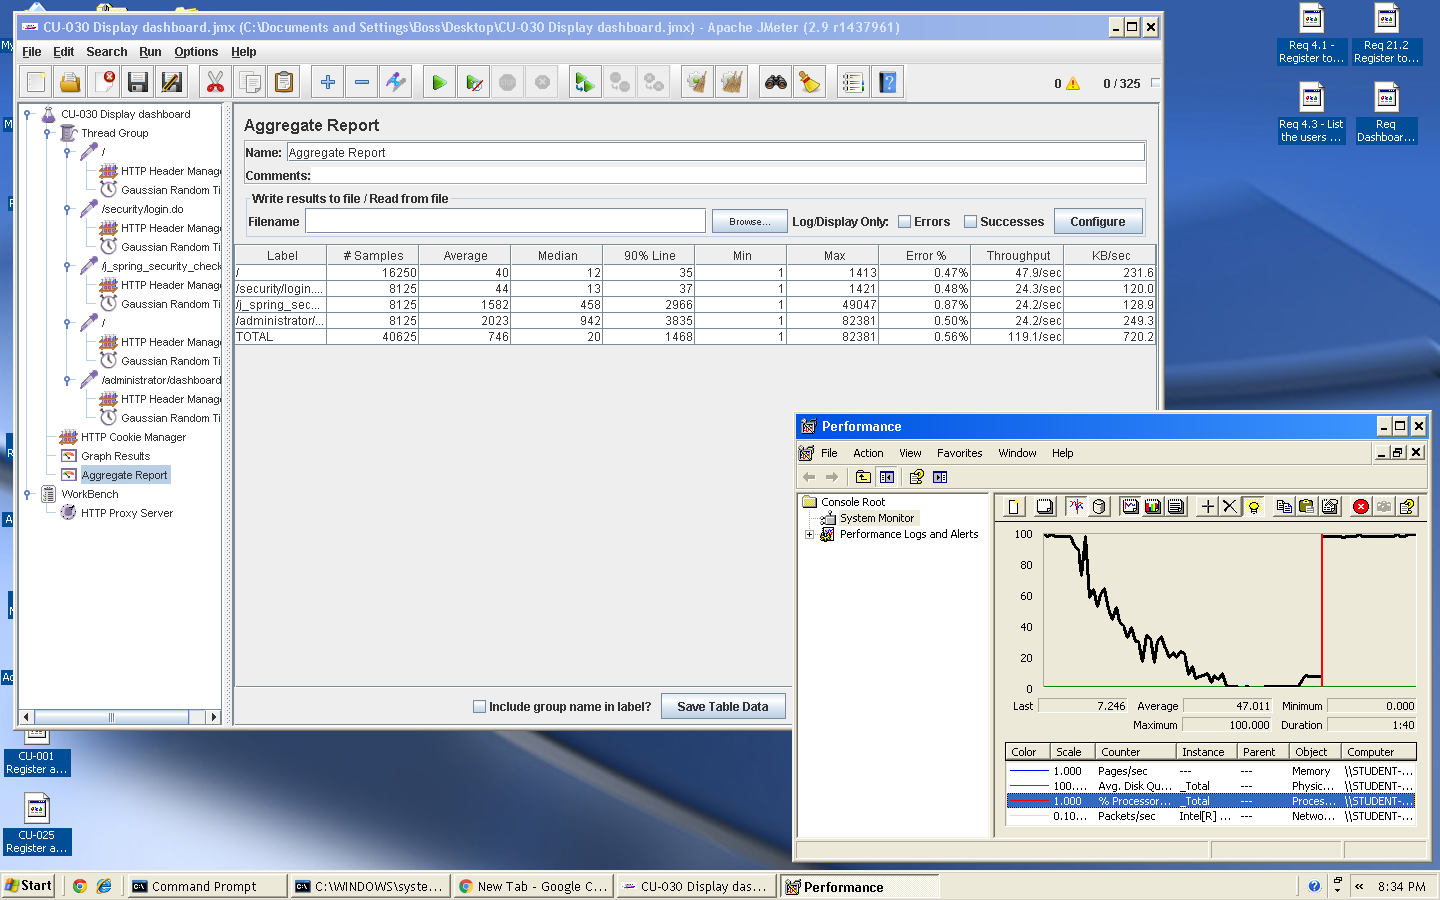 CU-030 Display dashboard.jmx (C:\Documents and Settings\Boss\Desktop\CU-030 Display dashboard.jmx) - Apache JMeter (2.9 r1437961)
File Edit Search Run Options Help
0 0 / 325
CU-030 Display dashboard
Thread Group
/
HTTP Header Manag
Gaussian Random Ti
/security/login.do
HTTP Header Manag
Gaussian Random Ti
/j_spring_security_check
HTTP Header Manag
Gaussian Random Ti
/
HTTP Header Manag
Gaussian Random Ti
/administrator/dashboard
HTTP Header Manag
Gaussian Random Ti
HTTP Cookie Manager
Graph Results
Aggregate Report
WorkBench
HTTP Proxy Server
Aggregate Report
Name: Aggregate Report
Comments:
Write results to file / Read from file
Filename Browse... Log/Display Only: Errors Successes Configure
Label # Samples Average Median 90% Line Min Max Error % Throughput KB/sec
/ 16250 40 12 35 1 1413 0.47% 47.9/sec 231.6
/security/login.... 8125 44 13 37 1 1421 0.48% 24.3/sec 120.0
/j_spring_sec... 8125 1582 458 2966 1 49047 0.87% 24.2/sec 128.9
/administrator/... 8125 2023 942 3835 1 82381 0.50% 24.2/sec 249.3
TOTAL 40625 746 20 1468 1 82381 0.56% 119.1/sec 720.2
Include group name in label? Save Table Data
Req 4.1 -
Register to...
Req 21.2
Register to...
Req 4.3 - List
the users ...
Req
Dashboar...
Performance
File Action View Favorites Window Help
Console Root
System Monitor
Performance Logs and Alerts
100
80
60
40
20
0
Last 7.246 Average 47.011 Minimum 0.000
Maximum 100.000 Duration 1:40
Color Scale Counter Instance Parent Object Computer
1.000 Pages/sec --- --- Memory \\STUDENT-...
100.... Avg. Disk Qu... _Total --- Physic... \\STUDENT-...
1.000 % Processor... _Total --- Proces... \\STUDENT-...
0.10... Packets/sec Intel[R] ... --- Netwo... \\STUDENT-...
CU-001
Register a...
CU-025
Register a...
Start Command Prompt C:\WINDOWS\syste... New Tab - Google C... CU-030 Display das... Performance 8:34 PM